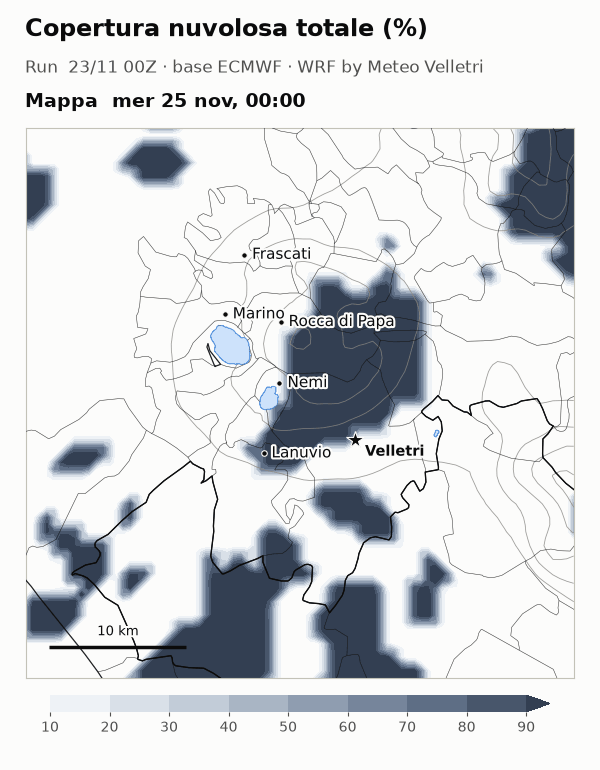 Copertura nuvolosa totale (%)
Run  23/11 00Z · base ECMWF · WRF by Meteo Velletri
Mappa  mer 25 nov, 00:00
Frascati
Marino
Rocca di Papa
Nemi
Velletri
Lanuvio
10 km
10 20 30 40 50 60 70 80 90